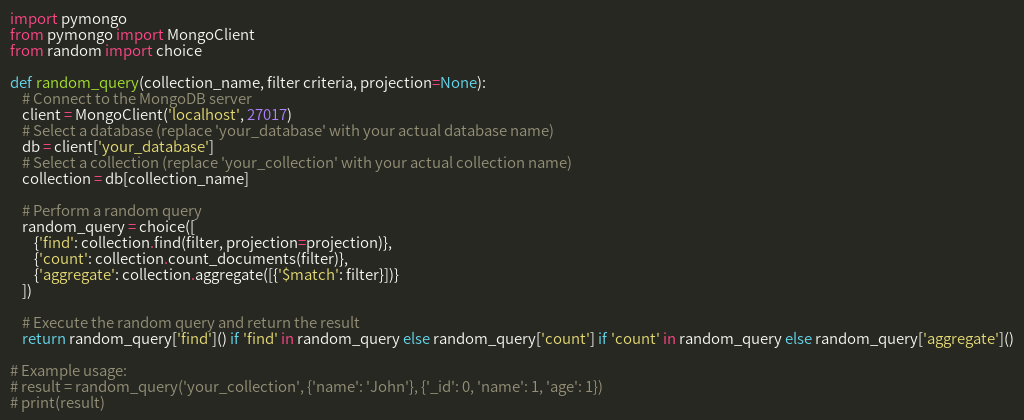 import pymongo
from pymongo import MongoClient
from random import choice

def random_query(collection_name, filter criteria, projection=None):
    # Connect to the MongoDB server
    client = MongoClient('localhost', 27017)
    # Select a database (replace 'your_database' with your actual database name)
    db = client['your_database']
    # Select a collection (replace 'your_collection' with your actual collection name)
    collection = db[collection_name]

    # Perform a random query
    random_query = choice([
        {'find': collection.find(filter, projection=projection)},
        {'count': collection.count_documents(filter)},
        {'aggregate': collection.aggregate([{'$match': filter}])}
    ])

    # Execute the random query and return the result
    return random_query['find']() if 'find' in random_query else random_query['count'] if 'count' in random_query else random_query['aggregate']()

# Example usage:
# result = random_query('your_collection', {'name': 'John'}, {'_id': 0, 'name': 1, 'age': 1})
# print(result)